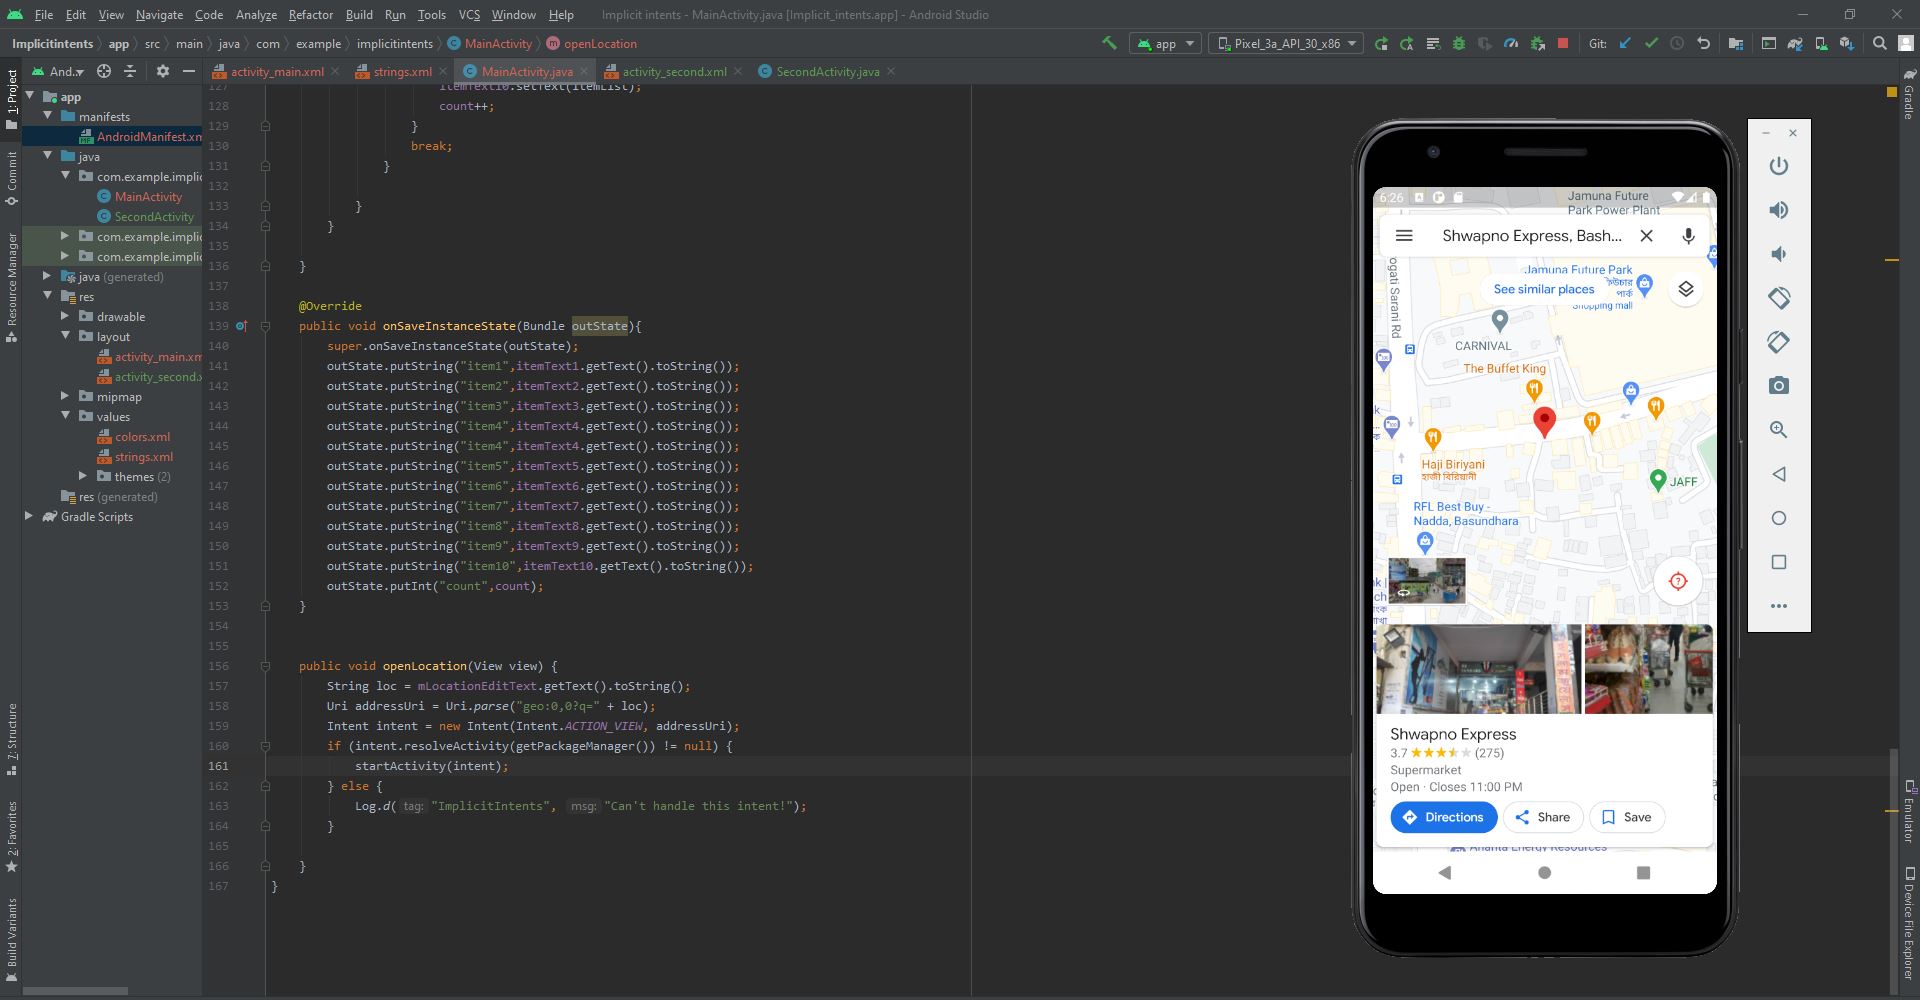 File Edit View Navigate Code Analyze Refactor Build Run Tools VCS Window Help Implicit intents - MainActivity.java [Implicit_intents.app] - Android Studio
Implicitintents app src main java com example implicitintents MainActivity openLocation app Pixel_3a_API_30_x86 Git:
1: Project
Commit
Resource Manager
7: Structure
2: Favorites
Build Variants
And..
app
manifests
AndroidManifest.xm
java
com.example.implic
MainActivity
SecondActivity
com.example.implic
com.example.implic
java (generated)
res
drawable
layout
activity_main.xm
activity_second.x
mipmap
values
colors.xml
strings.xml
themes (2)
res (generated)
Gradle Scripts
activity_main.xml strings.xml MainActivity.java activity_second.xml SecondActivity.java
127 itemText10.setText(itemList);
128 count++;
129 }
130 break;
131 }
132
133 }
134 }
135
136 }
137
138 @Override
139 public void onSaveInstanceState(Bundle outState){
140 super.onSaveInstanceState(outState);
141 outState.putString("item1",itemText1.getText().toString());
142 outState.putString("item2",itemText2.getText().toString());
143 outState.putString("item3",itemText3.getText().toString());
144 outState.putString("item4",itemText4.getText().toString());
145 outState.putString("item4",itemText4.getText().toString());
146 outState.putString("item5",itemText5.getText().toString());
147 outState.putString("item6",itemText6.getText().toString());
148 outState.putString("item7",itemText7.getText().toString());
149 outState.putString("item8",itemText8.getText().toString());
150 outState.putString("item9",itemText9.getText().toString());
151 outState.putString("item10",itemText10.getText().toString());
152 outState.putInt("count",count);
153 }
154
155
156 public void openLocation(View view) {
157 String loc = mLocationEditText.getText().toString();
158 Uri addressUri = Uri.parse("geo:0,0?q=" + loc);
159 Intent intent = new Intent(Intent.ACTION_VIEW, addressUri);
160 if (intent.resolveActivity(getPackageManager()) != null) {
161 startActivity(intent);
162 } else {
163 Log.d( tag: "ImplicitIntents", msg: "Can't handle this intent!");
164 }
165
166 }
167 }
6:26
Jamuna Future
Park Power Plant
Shwapno Express, Bash...
ogati Sarani Rd
Jamuna Future Park
See similar places
পার্ক
Shopping mall
CARNIVAL
The Buffet King
Haji Biriyani
হাজী বিরিয়ানী
JAFF
RFL Best Buy -
Nadda, Basundhara
Shwapno Express
3.7 (275)
Supermarket
Open · Closes 11:00 PM
Directions Share Save
Ananta Energy Resources
Gradle
Emulator
Device File Explorer